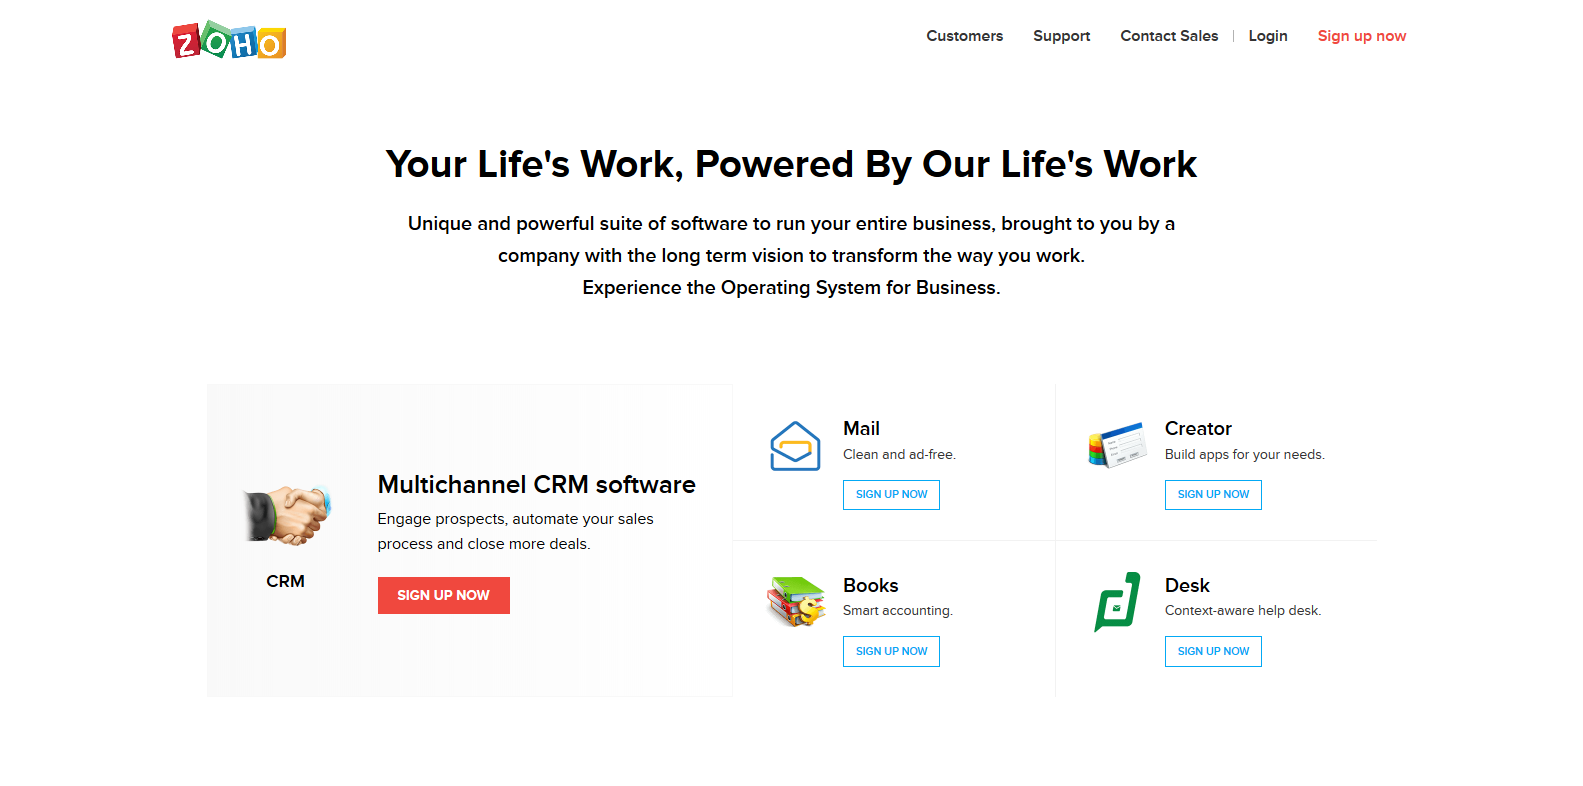 ZOHO
Customers
Support
Contact Sales
Login
Sign up now
Your Life's Work, Powered By Our Life's Work
Unique and powerful suite of software to run your entire business, brought to you by a
company with the long term vision to transform the way you work.
Experience the Operating System for Business.
CRM
Multichannel CRM software
Engage prospects, automate your sales
process and close more deals.
SIGN UP NOW
Mail
Clean and ad-free.
SIGN UP NOW
Creator
Build apps for your needs.
SIGN UP NOW
Books
Smart accounting.
SIGN UP NOW
Desk
Context-aware help desk.
SIGN UP NOW